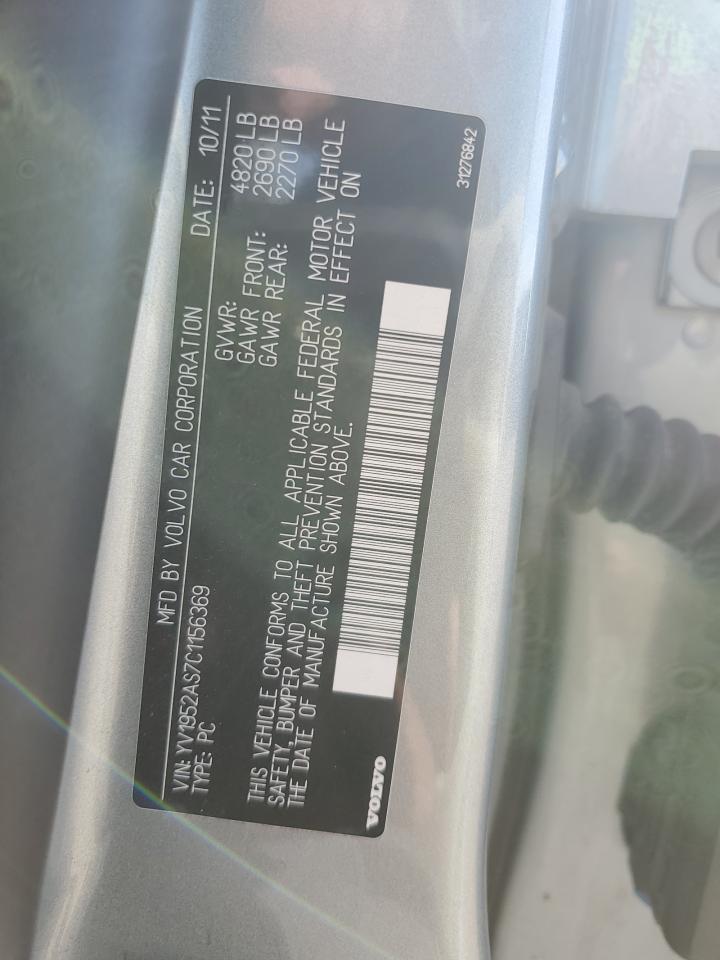 MFD BY VOLVO CAR CORPORATION DATE: 10/11
VIN: YV1952AS7C1156369
TYPE: PC
GVWR: 4820 LB
GAWR FRONT: 2690 LB
GAWR REAR: 2270 LB
THIS VEHICLE CONFORMS TO ALL APPLICABLE FEDERAL MOTOR VEHICLE
SAFETY, BUMPER AND THEFT PREVENTION STANDARDS IN EFFECT ON
THE DATE OF MANUFACTURE SHOWN ABOVE.
VOLVO
31276842